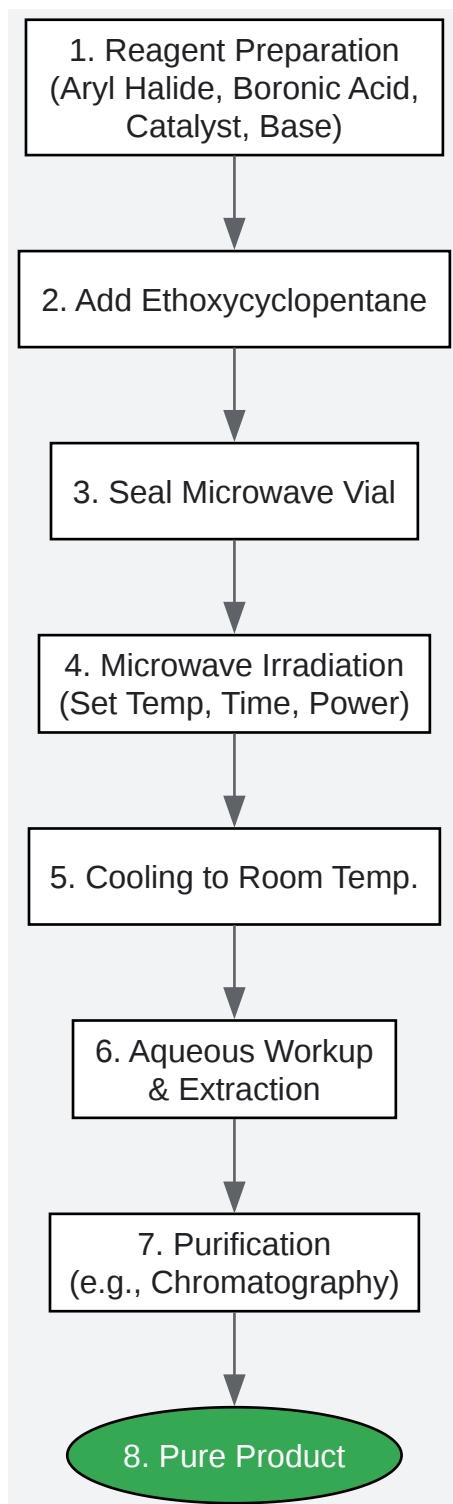 1. Reagent Preparation
(Aryl Halide, Boronic Acid,
Catalyst, Base)
2. Add Ethoxycyclopentane
3. Seal Microwave Vial
4. Microwave Irradiation
(Set Temp, Time, Power)
5. Cooling to Room Temp.
6. Aqueous Workup
& Extraction
7. Purification
(e.g., Chromatography)
8. Pure Product